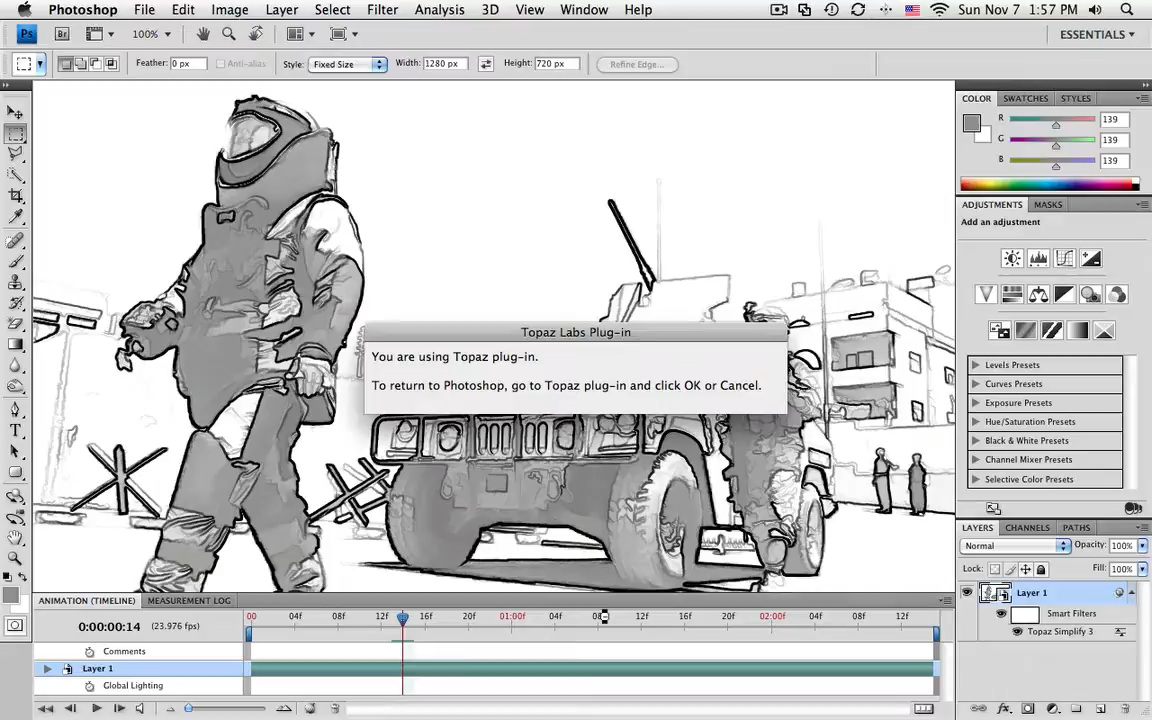 Photoshop File Edit Image Layer Select Filter Analysis 3D View Window Help Sun Nov 7 1:57 PM
Ps Br 100% ESSENTIALS
Feather: 0 px Anti-alias Style: Fixed Size Width: 1280 px Height: 720 px Refine Edge...
COLOR SWATCHES STYLES
R 139
G 139
B 139
ADJUSTMENTS MASKS
Add an adjustment
Topaz Labs Plug-in
You are using Topaz plug-in.
To return to Photoshop, go to Topaz plug-in and click OK or Cancel.
Levels Presets
Curves Presets
Exposure Presets
Hue/Saturation Presets
Black & White Presets
Channel Mixer Presets
Selective Color Presets
LAYERS CHANNELS PATHS
Normal Opacity: 100%
Lock: Fill: 100%
Layer 1
Smart Filters
Topaz Simplify 3
ANIMATION (TIMELINE) MEASUREMENT LOG
0:00:00:14 (23.976 fps) 00 04f 08f 12f 16f 20f 01:00f 04f 08f 12f 16f 20f 02:00f 04f 08f 12f
Comments
Layer 1
Global Lighting